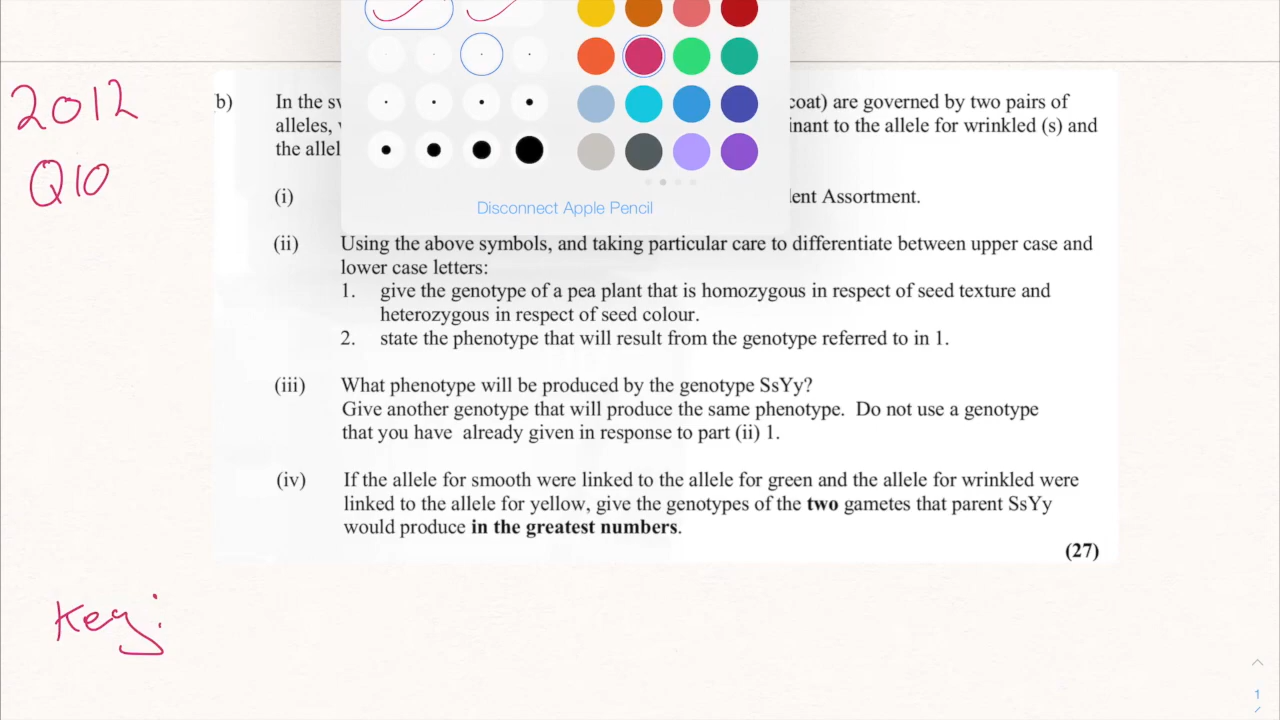 2012
Q10
b) In the coat) are governed by two pairs of
alleles, to the allele for wrinkled (s) and
the
(i) Assortment.
Disconnect Apple Pencil
(ii) Using the above symbols, and taking particular care to differentiate between upper case and
lower case letters:
1. give the genotype of a pea plant that is homozygous in respect of seed texture and
heterozygous in respect of seed colour.
2. state the phenotype that will result from the genotype referred to in 1.
(iii) What phenotype will be produced by the genotype SsYy?
Give another genotype that will produce the same phenotype. Do not use a genotype
that you have already given in response to part (ii) 1.
(iv) If the allele for smooth were linked to the allele for green and the allele for wrinkled were
linked to the allele for yellow, give the genotypes of the two gametes that parent SsYy
would produce in the greatest numbers.
(27)
Key:
1